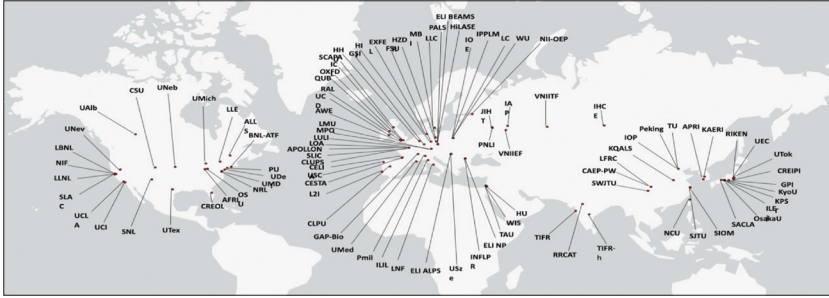 UAlb
CSU
UNeb
UMich
LLE
ALL
S
BNL-ATF
UNev
LBNL
NIF
LLNL
SLA
C
UCL
A
UCI
SNL
UTex
CREOL
AFRL
OS
U
NRL
UMD
UDe
PU
HH
SCAPA
IC
OXFD
QUB
RAL
UC
D
AWE
LMU
MPQ
LULI
LOA
APOLLON
SLIC
CLUPS
CELI
A
USC
CESTA
L2I
CLPU
GAP-Bio
UMed
Pmil
ILIL
LNF
ELI ALPS
USz
e
INFLP
R
ELI NP
TAU
WIS
HU
HI
GSI
EXFE
L
HZD
MB
I
LLC
PALS
ELI BEAMS
HiLASE
IO
E
IPPLM
LC
WU
NII-OEP
JIH
T
IA
P
PNLI
VNIIEF
VNIITF
IHC
E
TIFR
RRCAT
TIFR-
h
Peking
IOP
KQALS
LFRC
CAEP-PW
SWJTU
TU
APRI
KAERI
RIKEN
UEC
UTok
CREIPI
GPI
KyoU
KPS
ILE
OsakaU
SACLA
SIOM
SJTU
NCU